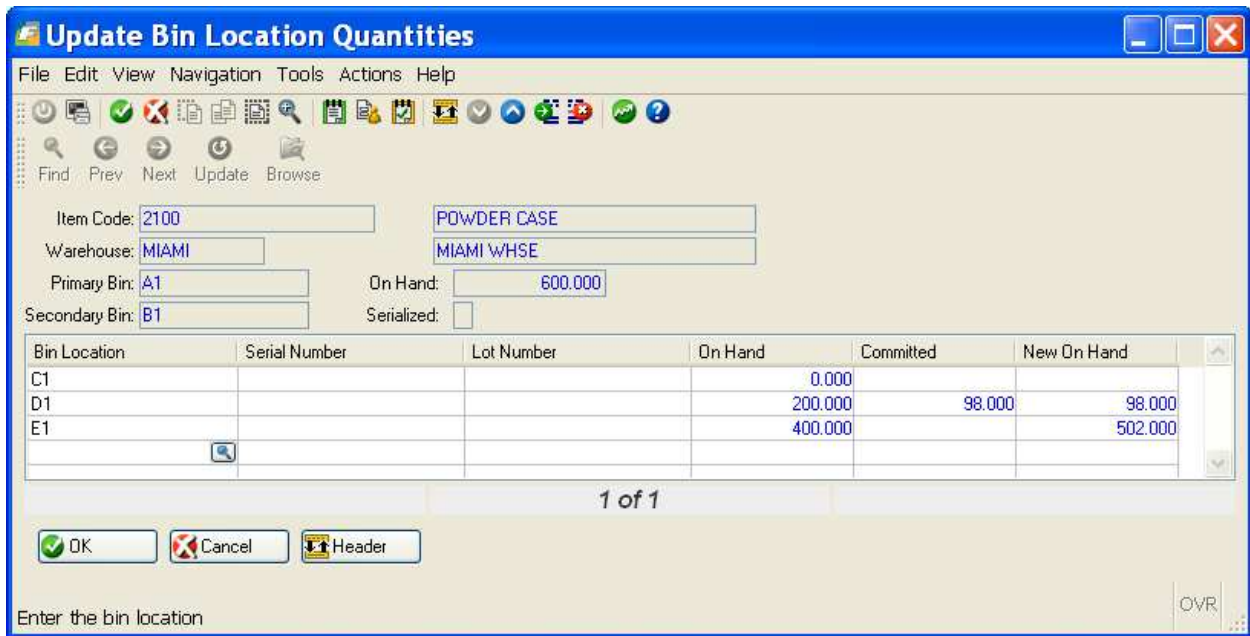 Update Bin Location Quantities
File Edit View Navigation Tools Actions Help
Find Prev Next Update Browse
Item Code: 2100 POWDER CASE
Warehouse: MIAMI MIAMI WHSE
Primary Bin: A1 On Hand: 600.000
Secondary Bin: B1 Serialized:
Bin Location Serial Number Lot Number On Hand Committed New On Hand
C1 0.000
D1 200.000 98.000 98.000
E1 400.000 502.000
1 of 1
OK Cancel Header
Enter the bin location OVR